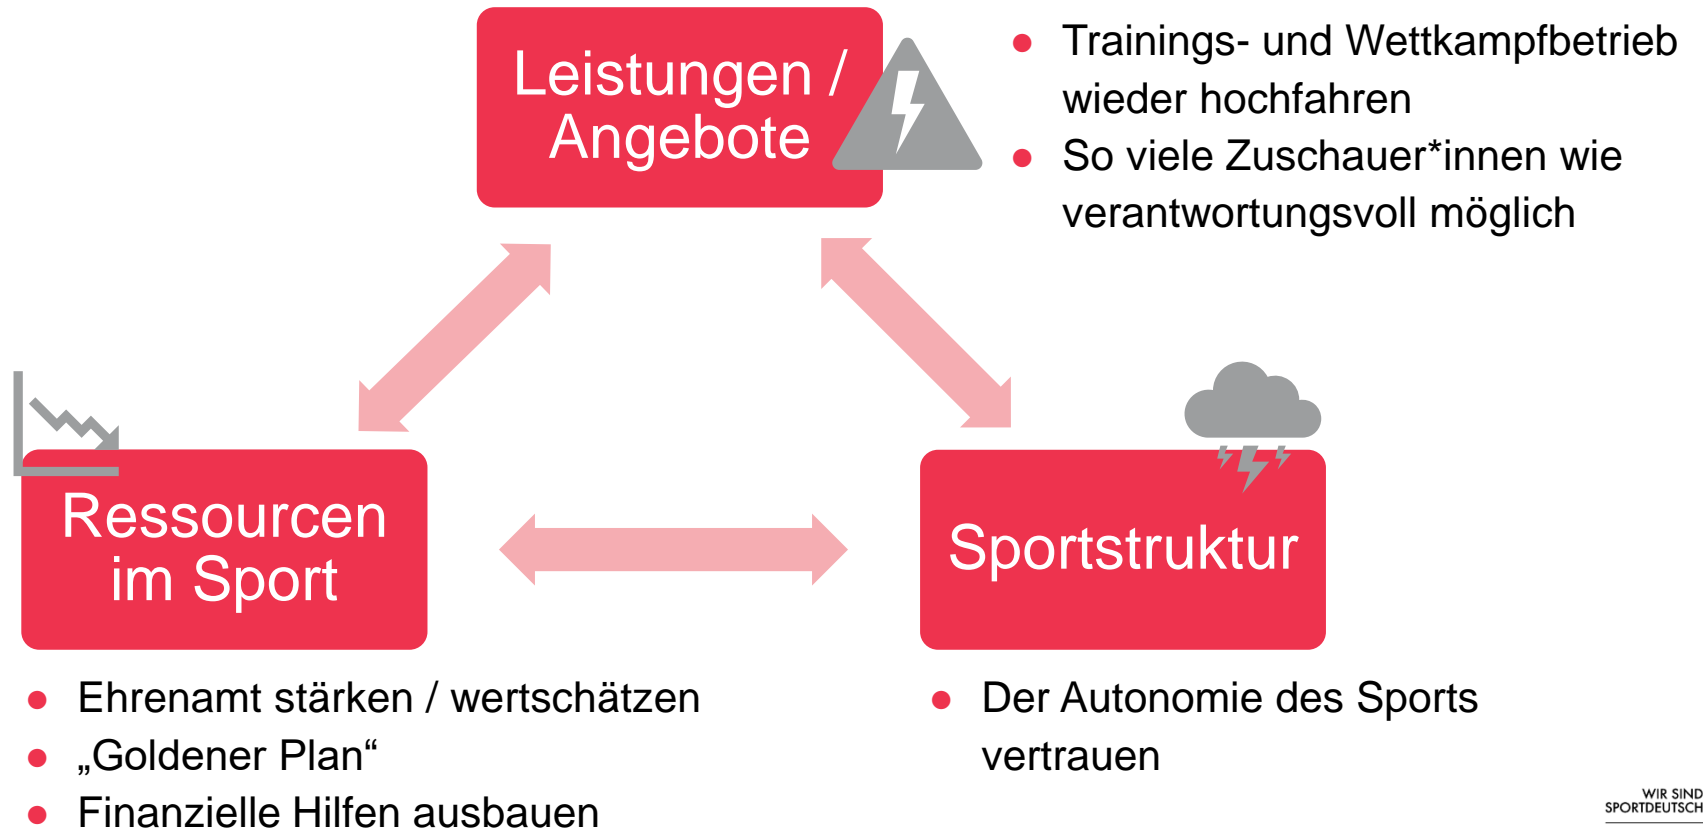 Leistungen /
Angebote
● Trainings- und Wettkampfbetrieb
wieder hochfahren
● So viele Zuschauer*innen wie
verantwortungsvoll möglich
Ressourcen
im Sport
Sportstruktur
● Ehrenamt stärken / wertschätzen
● „Goldener Plan“
● Finanzielle Hilfen ausbauen
● Der Autonomie des Sports
vertrauen
WIR SIND
SPORTDEUTSCH